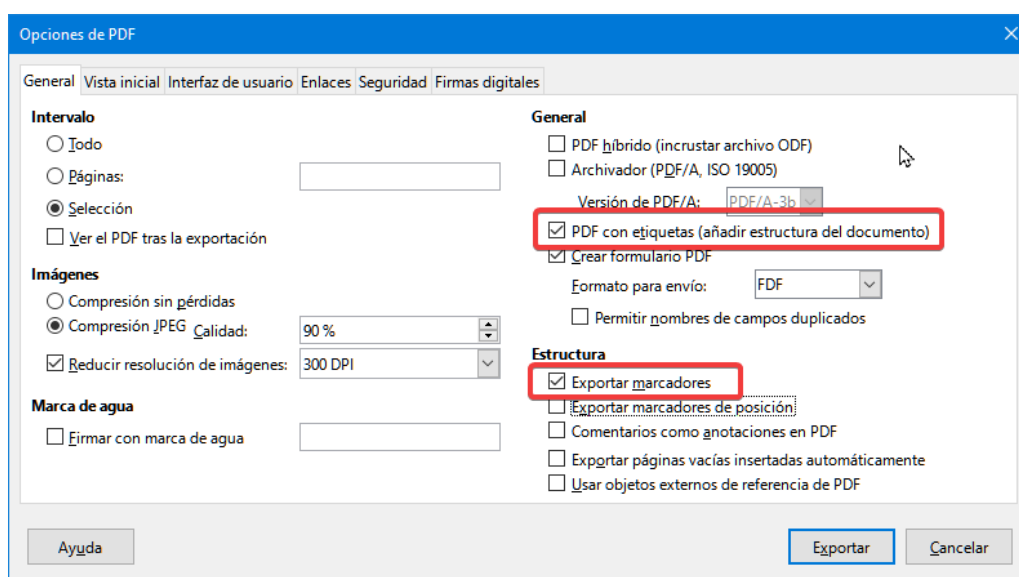 Opciones de PDF
General Vista inicial Interfaz de usuario Enlaces Seguridad Firmas digitales
Intervalo
Todo
Páginas:
Selección
Ver el PDF tras la exportación
Imágenes
Compresión sin pérdidas
Compresión JPEG Calidad: 90 %
Reducir resolución de imágenes: 300 DPI
Marca de agua
Firmar con marca de agua
General
PDF híbrido (incrustar archivo ODF)
Archivador (PDF/A, ISO 19005)
Versión de PDF/A: PDF/A-3b
PDF con etiquetas (añadir estructura del documento)
Crear formulario PDF
Formato para envío: FDF
Permitir nombres de campos duplicados
Estructura
Exportar marcadores
Exportar marcadores de posición
Comentarios como anotaciones en PDF
Exportar páginas vacías insertadas automáticamente
Usar objetos externos de referencia de PDF
Ayuda Exportar Cancelar